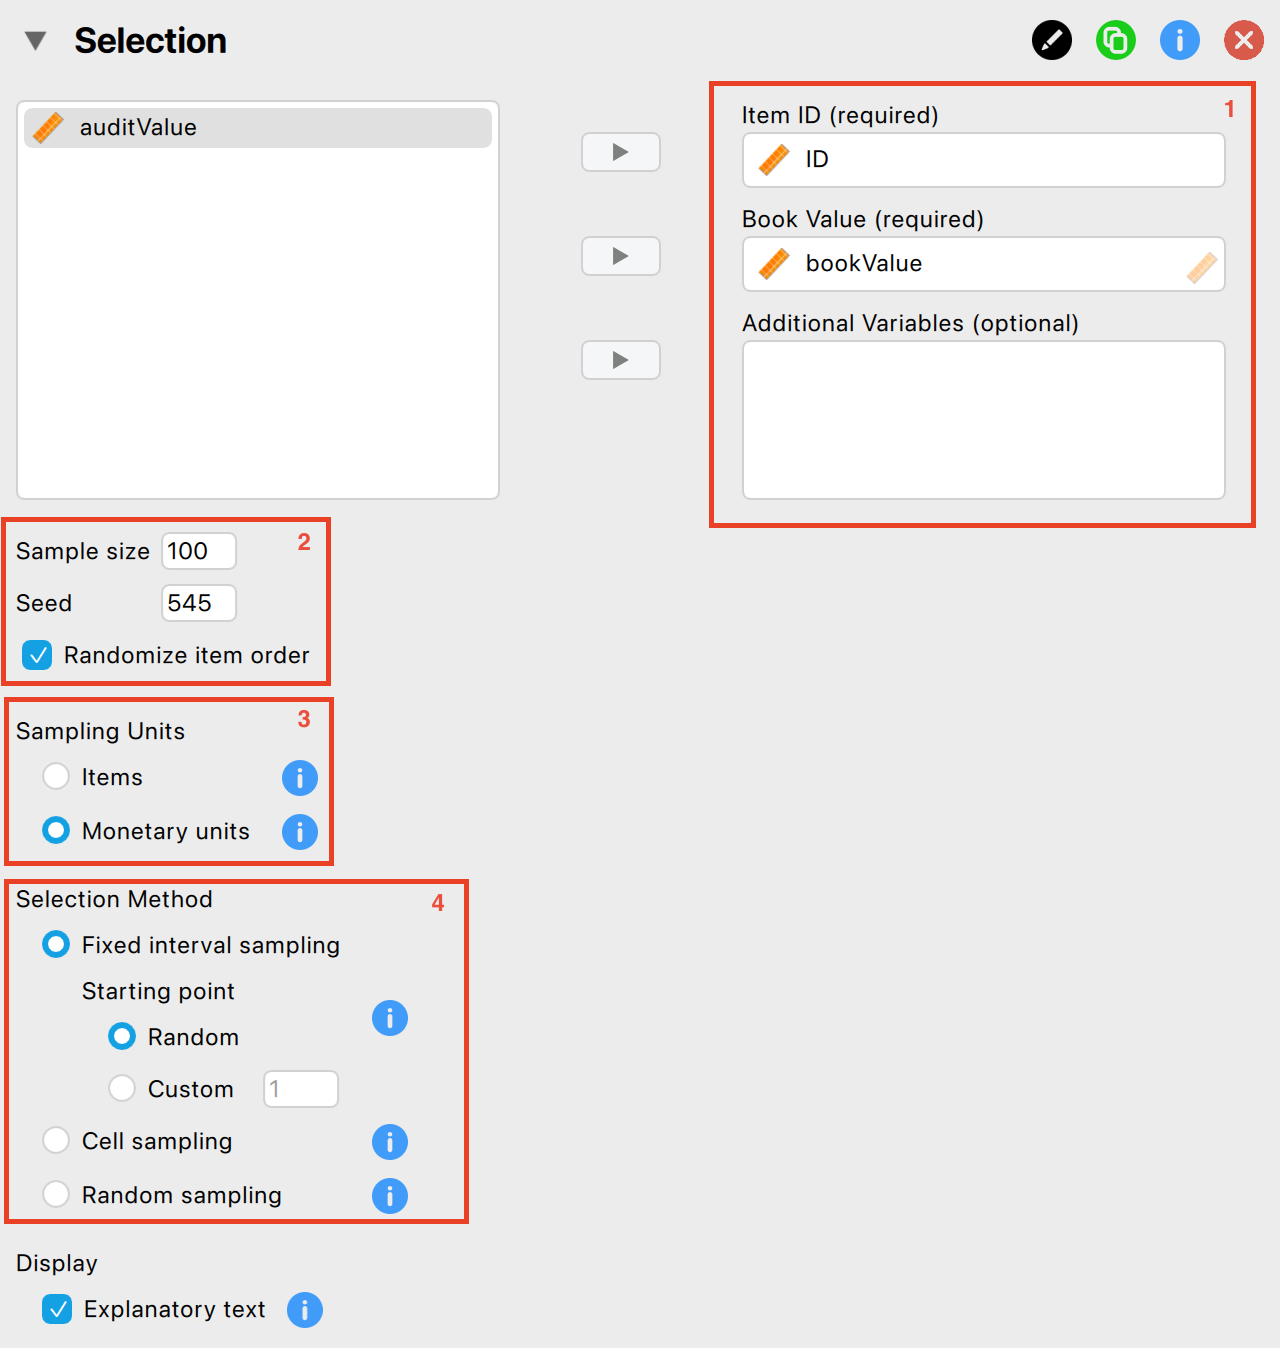 Selection
auditValue
Item ID (required)
1
ID
Book Value (required)
bookValue
Additional Variables (optional)
Sample size 100
2
Seed 545
Randomize item order
Sampling Units
3
Items
Monetary units
Selection Method
4
Fixed interval sampling
Starting point
Random
Custom 1
Cell sampling
Random sampling
Display
Explanatory text